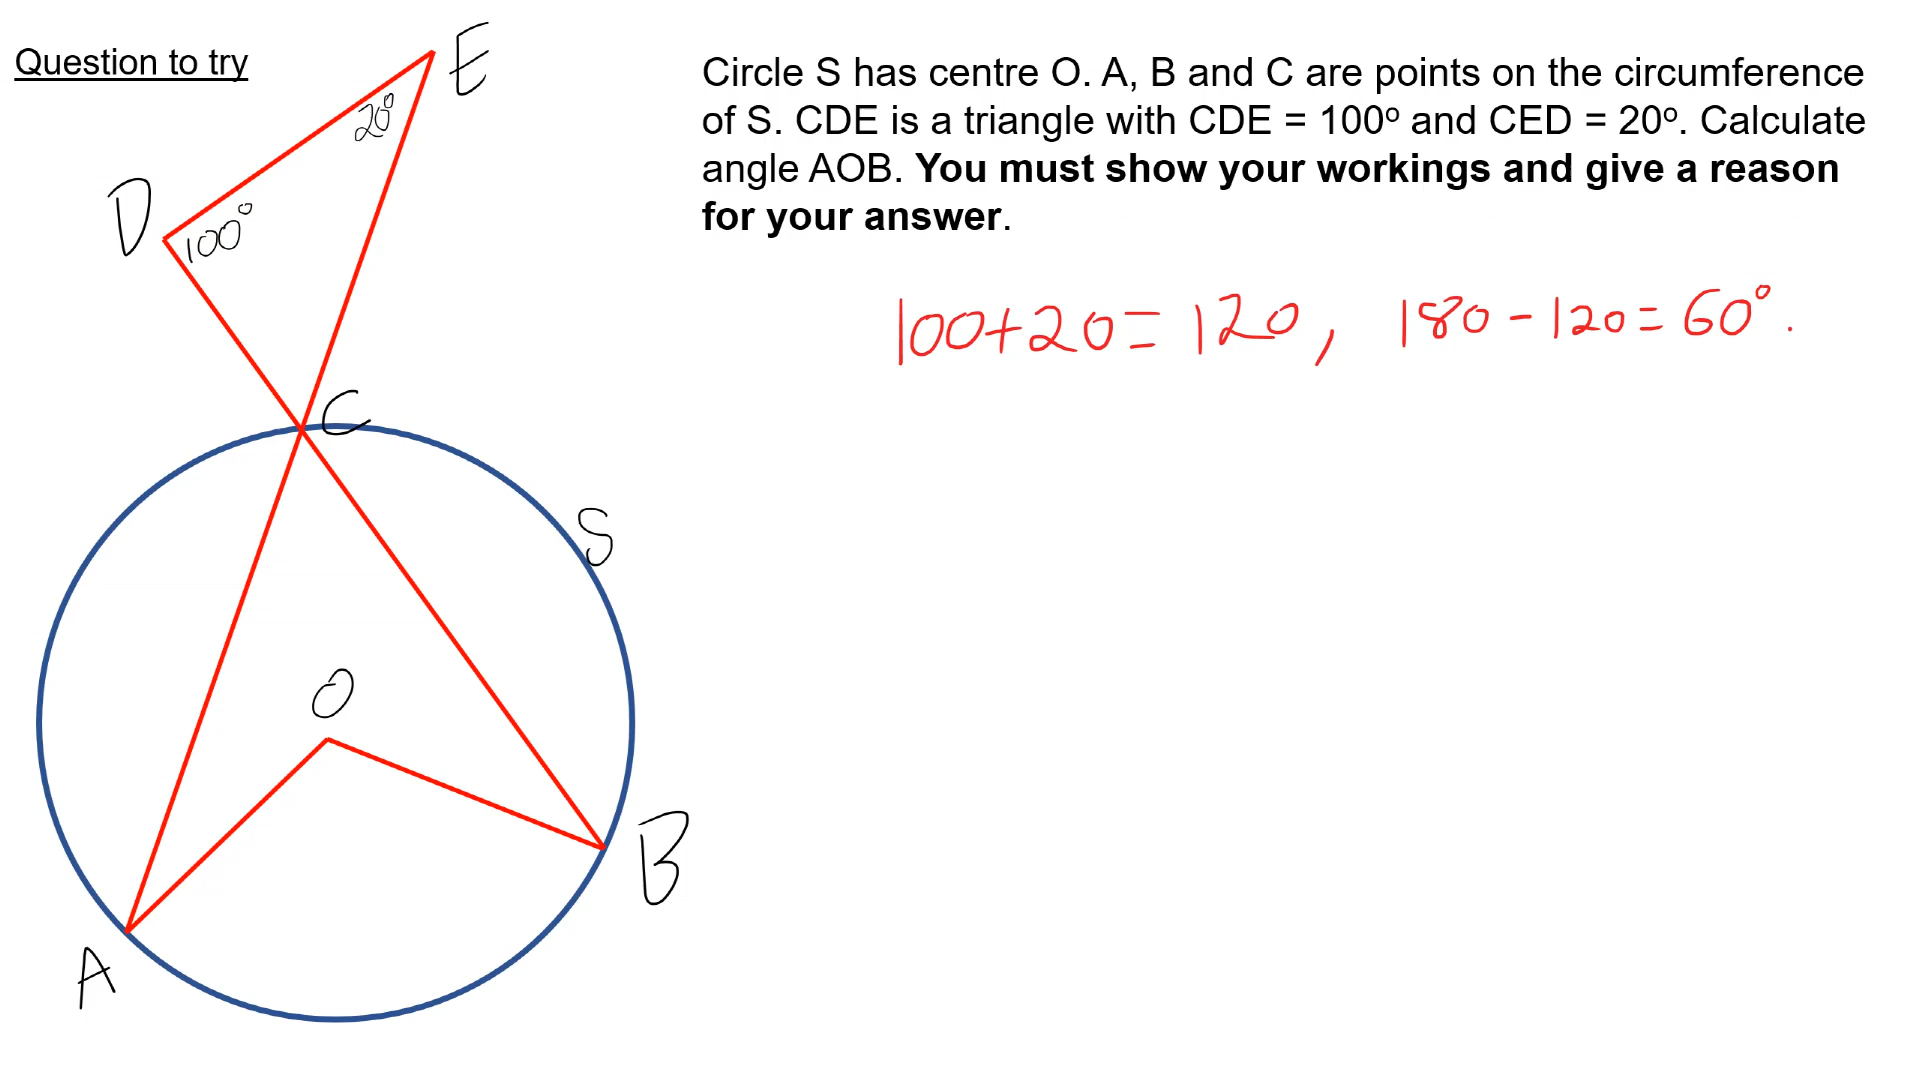 Question to try
Circle S has centre O. A, B and C are points on the circumference
of S. CDE is a triangle with CDE = 100º and CED = 20º. Calculate
angle AOB. You must show your workings and give a reason
for your answer.
100+20=120, 180-120=60°.
E
20°
D
100°
C
S
O
B
A